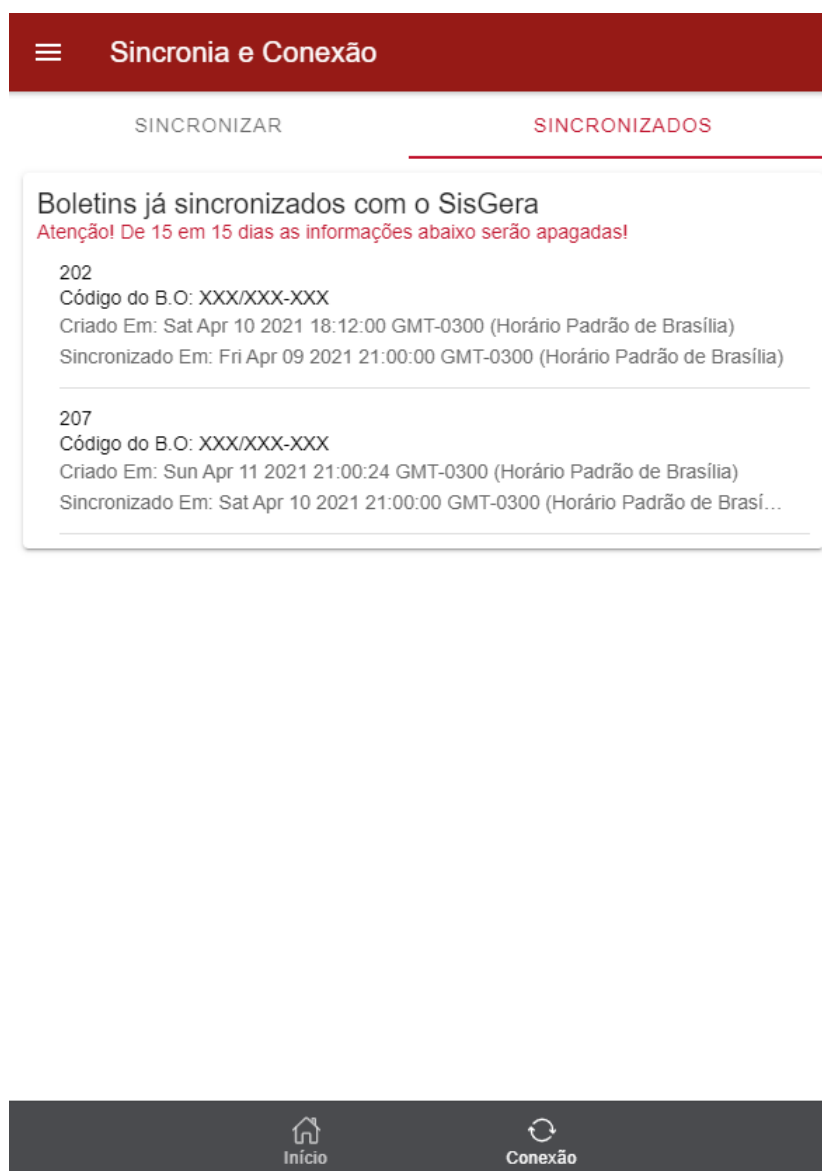 Sincronia e Conexão
SINCRONIZAR
SINCRONIZADOS
Boletins já sincronizados com o SisGera
Atenção! De 15 em 15 dias as informações abaixo serão apagadas!
202
Código do B.O: XXX/XXX-XXX
Criado Em: Sat Apr 10 2021 18:12:00 GMT-0300 (Horário Padrão de Brasília)
Sincronizado Em: Fri Apr 09 2021 21:00:00 GMT-0300 (Horário Padrão de Brasília)
207
Código do B.O: XXX/XXX-XXX
Criado Em: Sun Apr 11 2021 21:00:24 GMT-0300 (Horário Padrão de Brasília)
Sincronizado Em: Sat Apr 10 2021 21:00:00 GMT-0300 (Horário Padrão de Brasí...
Início
Conexão